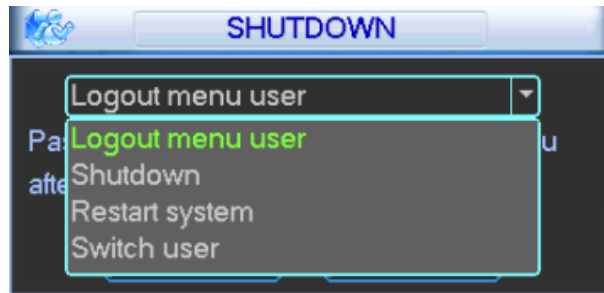 SHUTDOWN
Logout menu user
Logout menu user
Shutdown
Restart system
Switch user